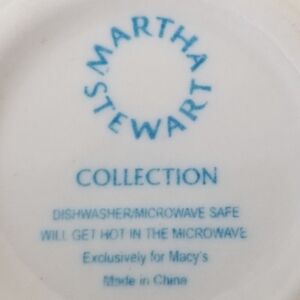 MARTHA
STEWART
COLLECTION
DISHWASHER/MICROWAVE SAFE
WILL GET HOT IN THE MICROWAVE
Exclusively for Macy's
Made in China